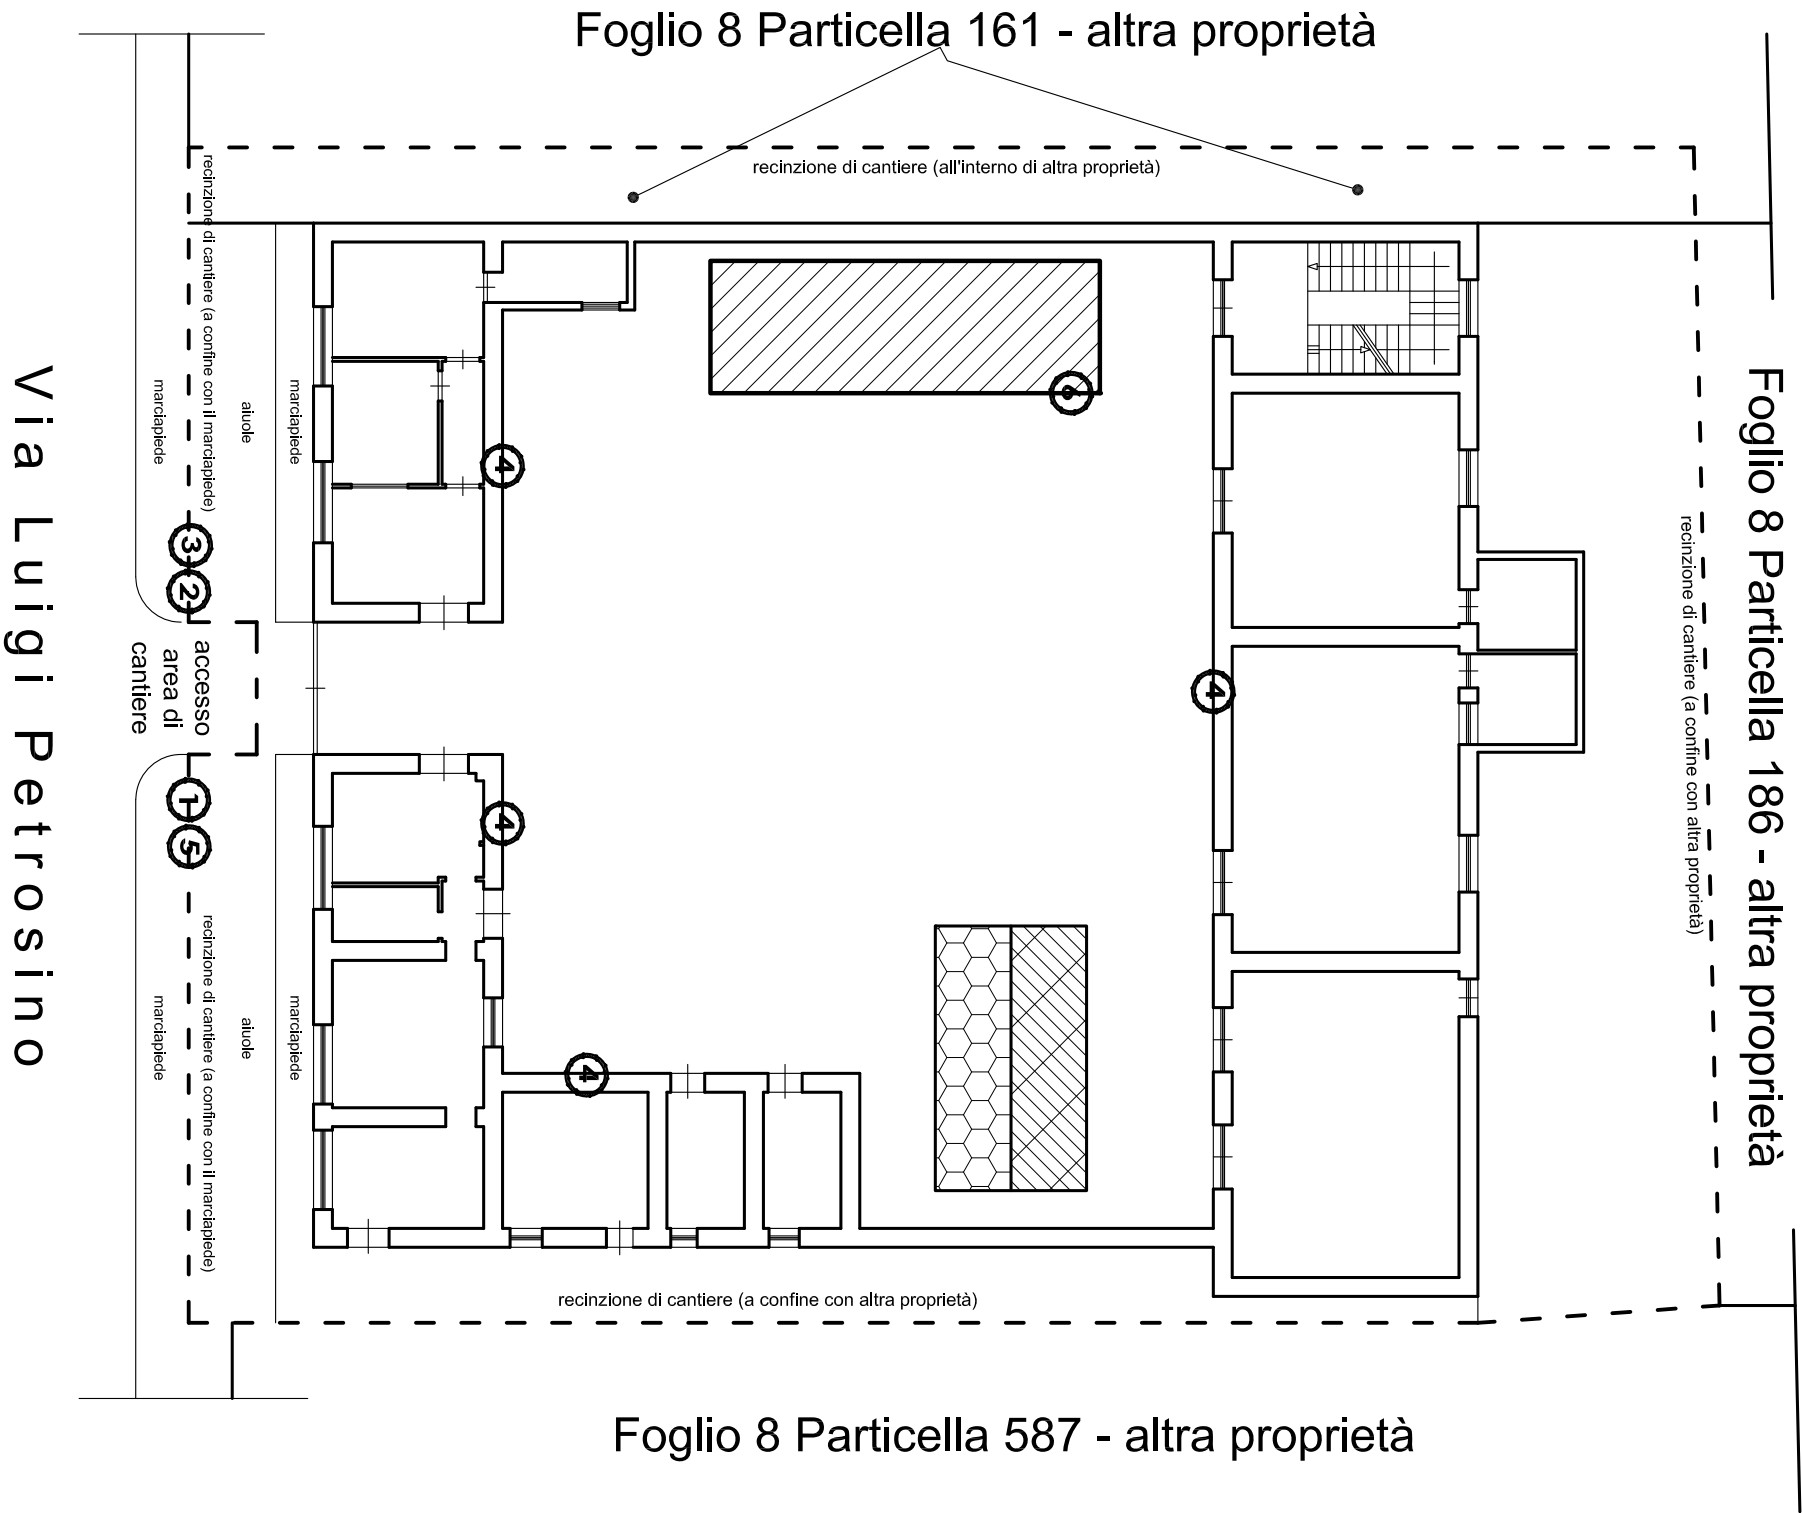 Foglio 8 Particella 161 - altra proprietà
recinzione di cantiere (all'interno di altra proprietà)
recinzione di cantiere (a confine con il marciapiede)
marciapiede
aiuole
marciapiede
Via Luigi Petrosino
3
2
accesso
area di
cantiere
1
5
recinzione di cantiere (a confine con il marciapiede)
marciapiede
aiuole
marciapiede
4
4
4
4
6
Foglio 8 Particella 186 - altra proprietà
recinzione di cantiere (a confine con altra proprietà)
recinzione di cantiere (a confine con altra proprietà)
Foglio 8 Particella 587 - altra proprietà